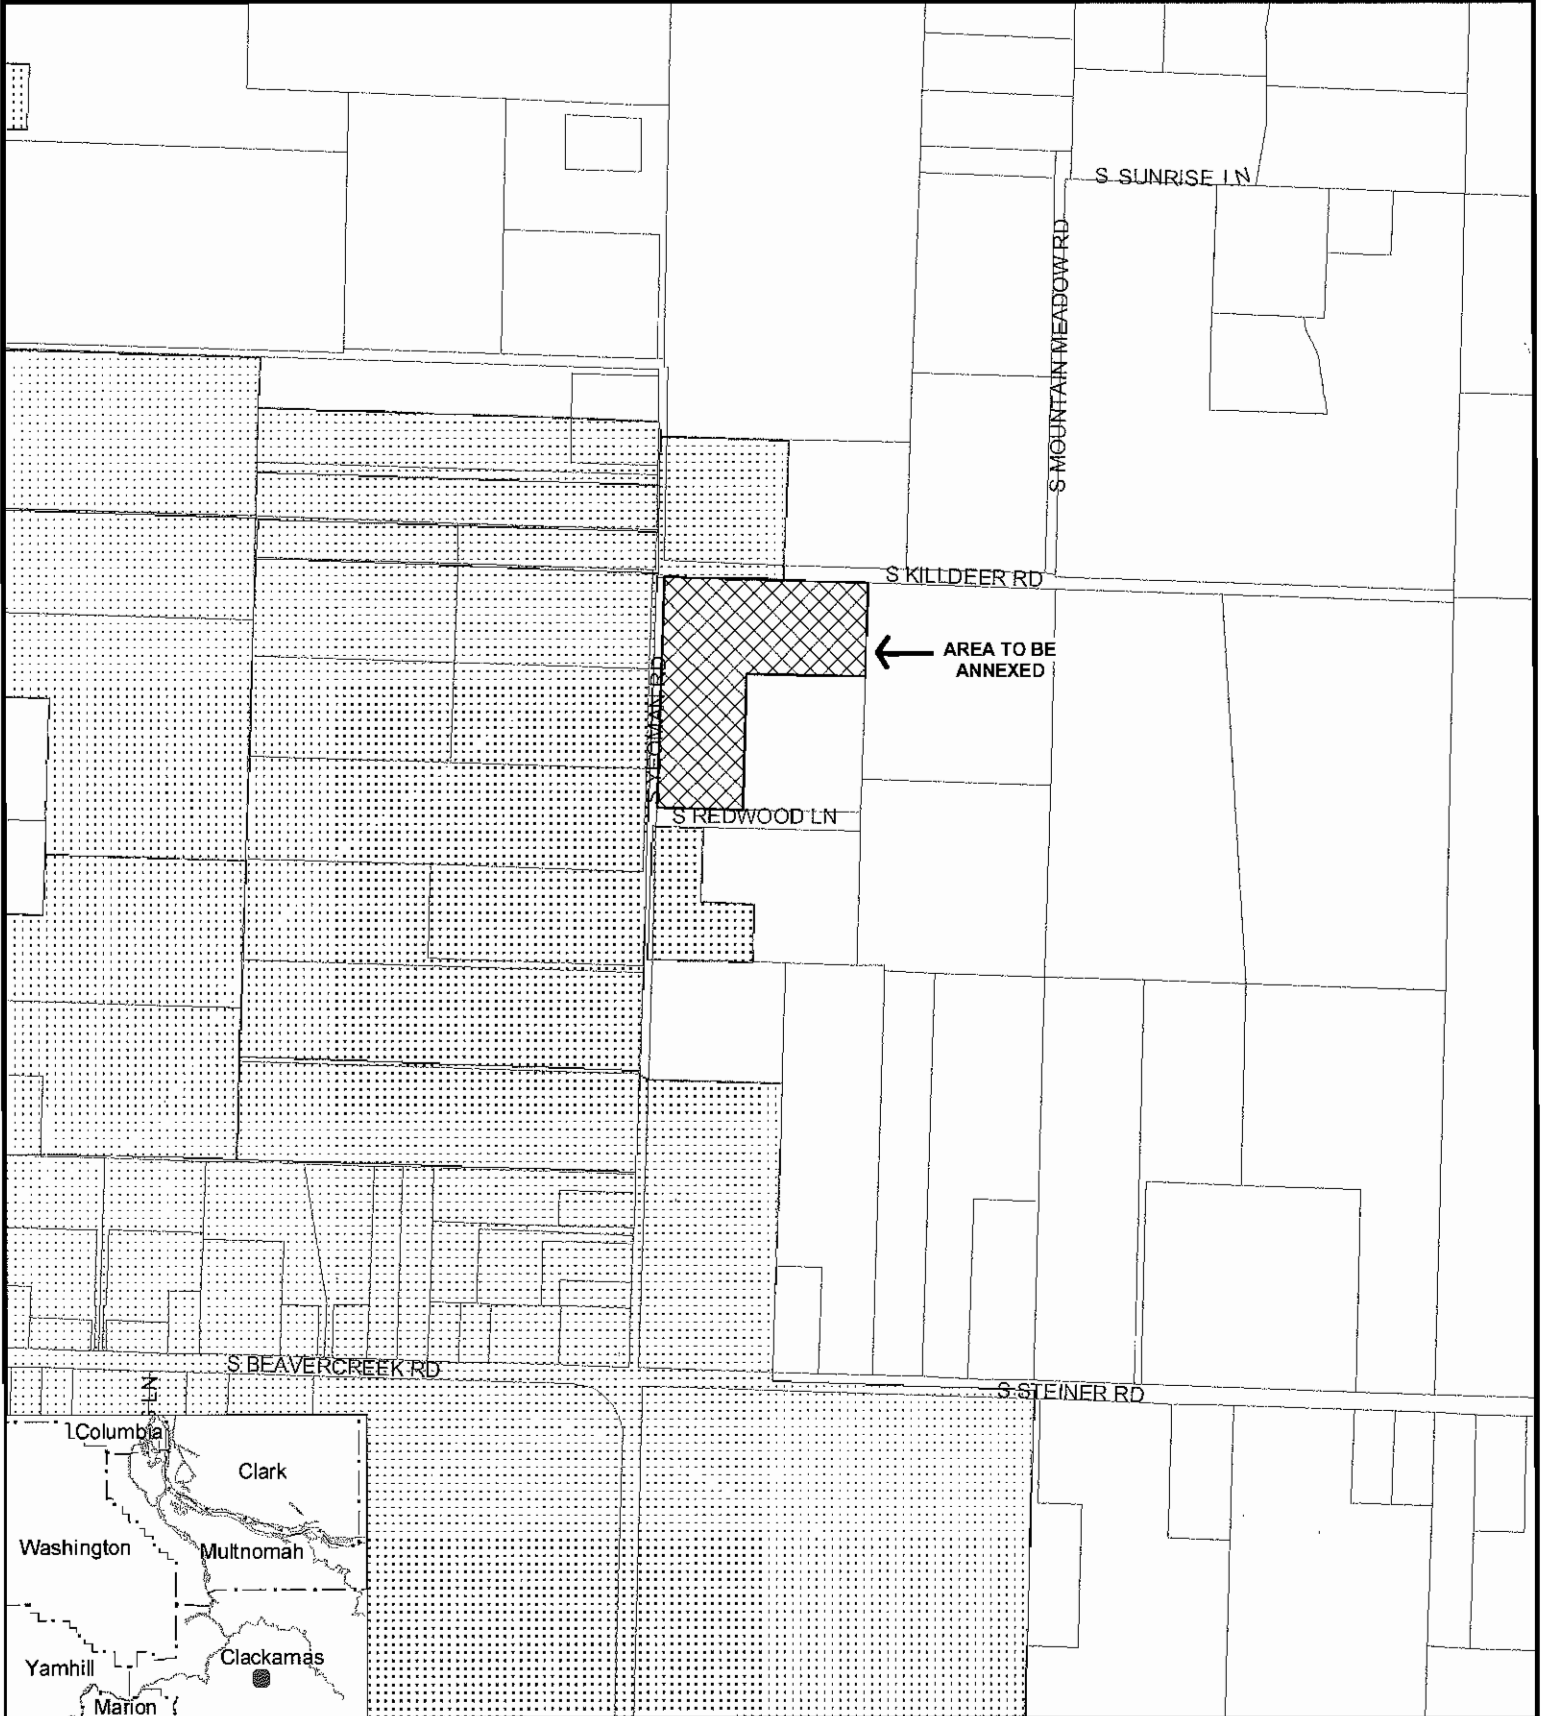 S SUNRISE LN
S MOUNTAIN MEADOW RD
S KILLDEER RD
AREA TO BE
ANNEXED
S YEOMAN RD
S REDWOOD LN
S BEAVERCREEK RD
S STEINER RD
LN
Columbia
Clark
Washington
Multnomah
Clackamas
Yamhill
Marion